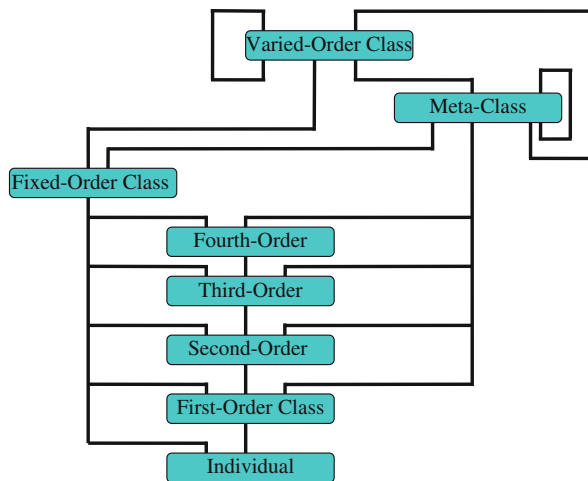 Varied-Order Class
Meta-Class
Fixed-Order Class
Fourth-Order
Third-Order
Second-Order
First-Order Class
Individual